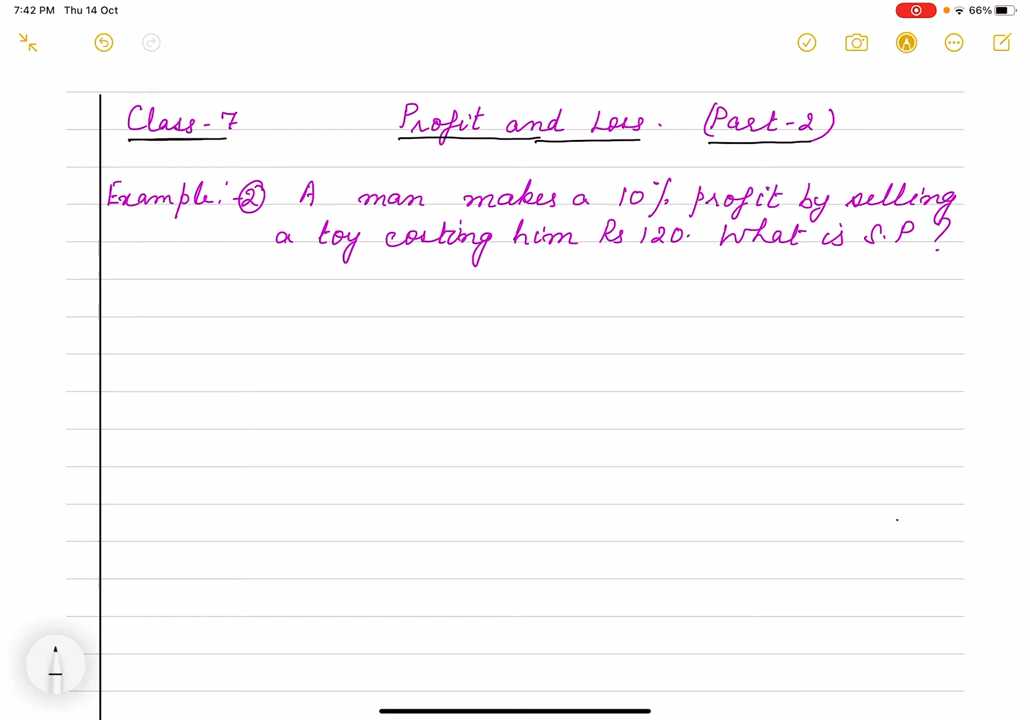 7:42 PM Thu 14 Oct 66%
Class-7 Profit and Loss. (Part-2)
Example:-② A man makes a 10% profit by selling
a toy costing him Rs 120. What is S.P?